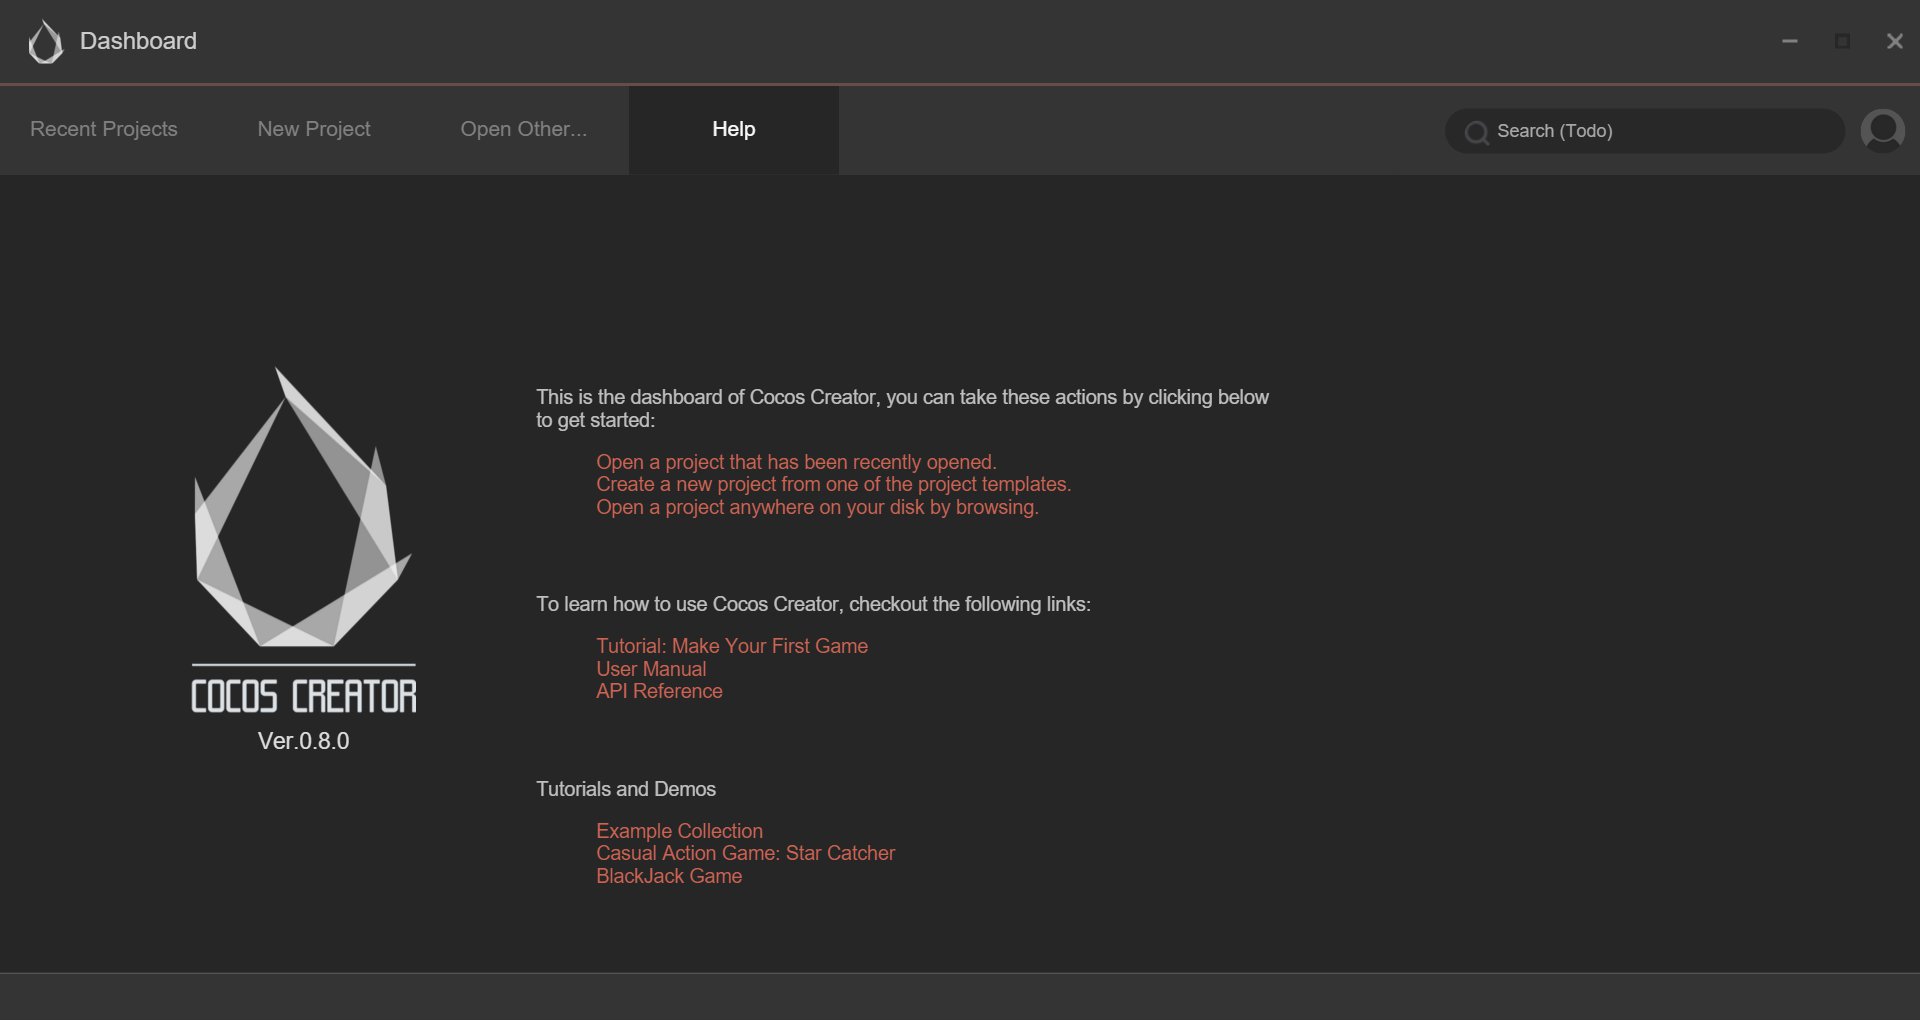 Dashboard
Recent Projects
New Project
Open Other...
Help
Search (Todo)
This is the dashboard of Cocos Creator, you can take these actions by clicking below
to get started:
Open a project that has been recently opened.
Create a new project from one of the project templates.
Open a project anywhere on your disk by browsing.
To learn how to use Cocos Creator, checkout the following links:
Tutorial: Make Your First Game
User Manual
API Reference
COCOS CREATOR
Ver.0.8.0
Tutorials and Demos
Example Collection
Casual Action Game: Star Catcher
BlackJack Game